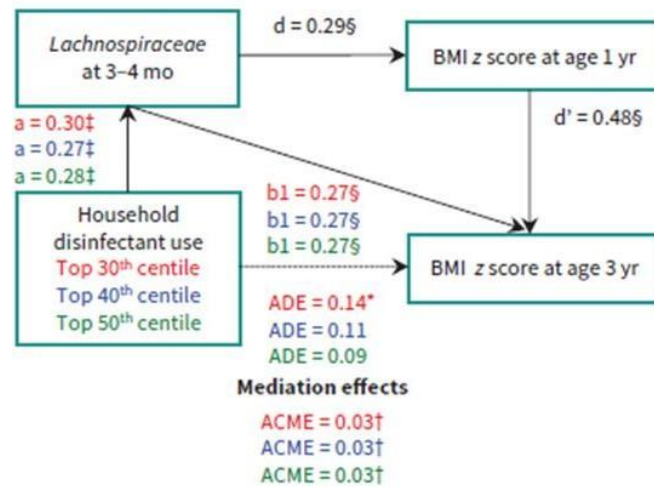 Lachnospiraceae
at 3–4 mo
d = 0.29§
BMI z score at age 1 yr
d’ = 0.48§
a = 0.30‡
a = 0.27‡
a = 0.28‡
Household
disinfectant use
Top 30th centile
Top 40th centile
Top 50th centile
b1 = 0.27§
b1 = 0.27§
b1 = 0.27§
BMI z score at age 3 yr
ADE = 0.14*
ADE = 0.11
ADE = 0.09
Mediation effects
ACME = 0.03†
ACME = 0.03†
ACME = 0.03†